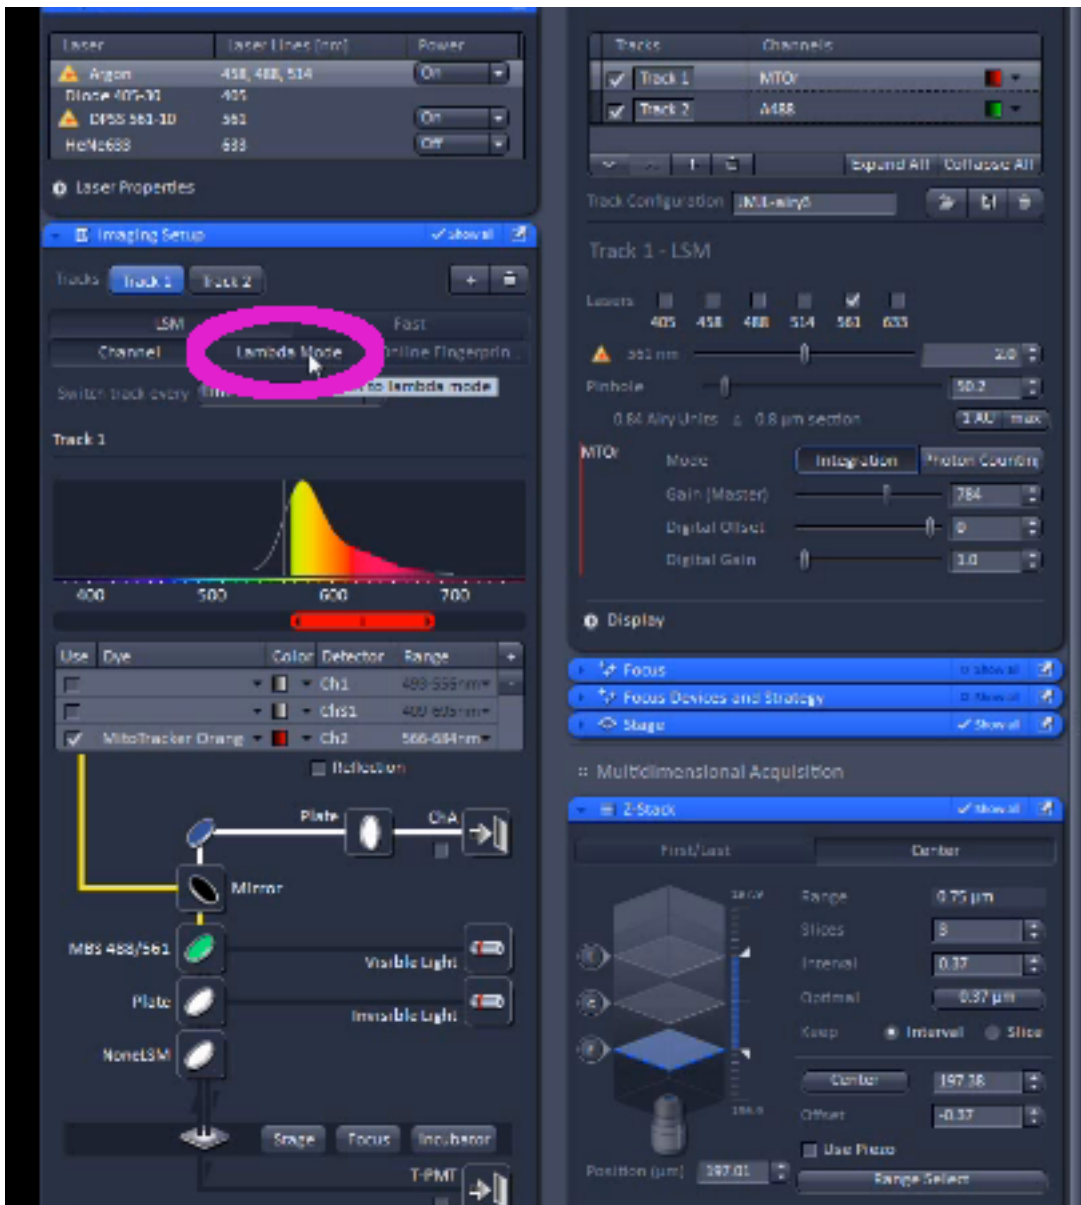 Laser Laser Lines [nm] Power
Argon 458, 488, 514 On
Diode 405-30 405
DPSS 561-10 561 On
HeNe633 633 Off
Laser Properties
Imaging Setup Show all
Tracks Track 1 Track 2
LSM Fast
Channel Lambda Mode Online Fingerprin...
Switch track every
to lambda mode
Track 1
400 500 600 700
Use Dye Color Detector Range +
Ch1
ChS1
MitoTracker Orang Ch2 566-684nm
Reflection
Plate ChA
Mirror
MBS 488/561
Visible Light
Plate
Invisible Light
NoneLSM
Stage Focus Incubator
T-PMT
Tracks Channels
Track 1 MTOr
Track 2 A488
Expand All Collapse All
Track Configuration
Track 1 - LSM
Lasers
405 458 488 514 561 633
561 nm 2.0
Pinhole 50.2
0.84 Airy Units 0.8 µm section 1 AU max
MTOr Mode Integration Photon Counting
Gain (Master) 784
Digital Offset 0
Digital Gain 1.0
Display
Focus Show all
Focus Devices and Strategy Show all
Stage Show all
Multidimensional Acquisition
Z-Stack Show all
First/Last Center
Range 0.75 µm
Slices 3
Interval 0.37
Optimal 0.37 µm
Keep Interval Slice
Center 197.38
Offset -0.37
Use Piezo
Position (µm) 197.01 Range Select